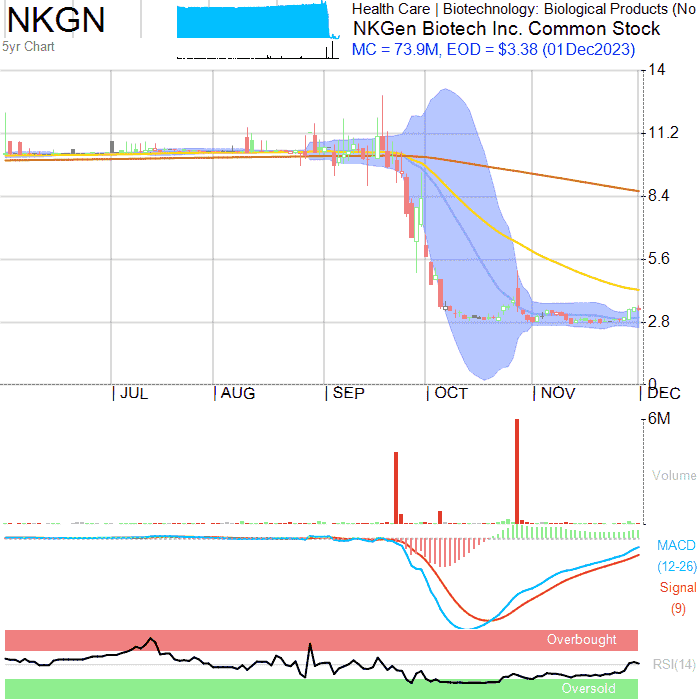 NKGN
Health Care | Biotechnology: Biological Products (No
NKGen Biotech Inc. Common Stock
5yr Chart
MC = 73.9M, EOD = $3.38 (01Dec2023)
14
11.2
8.4
5.6
2.8
0
| JUL | AUG | SEP | OCT | NOV | DEC
6M
Volume
MACD
(12-26)
Signal
(9)
Overbought
RSI(14)
Oversold